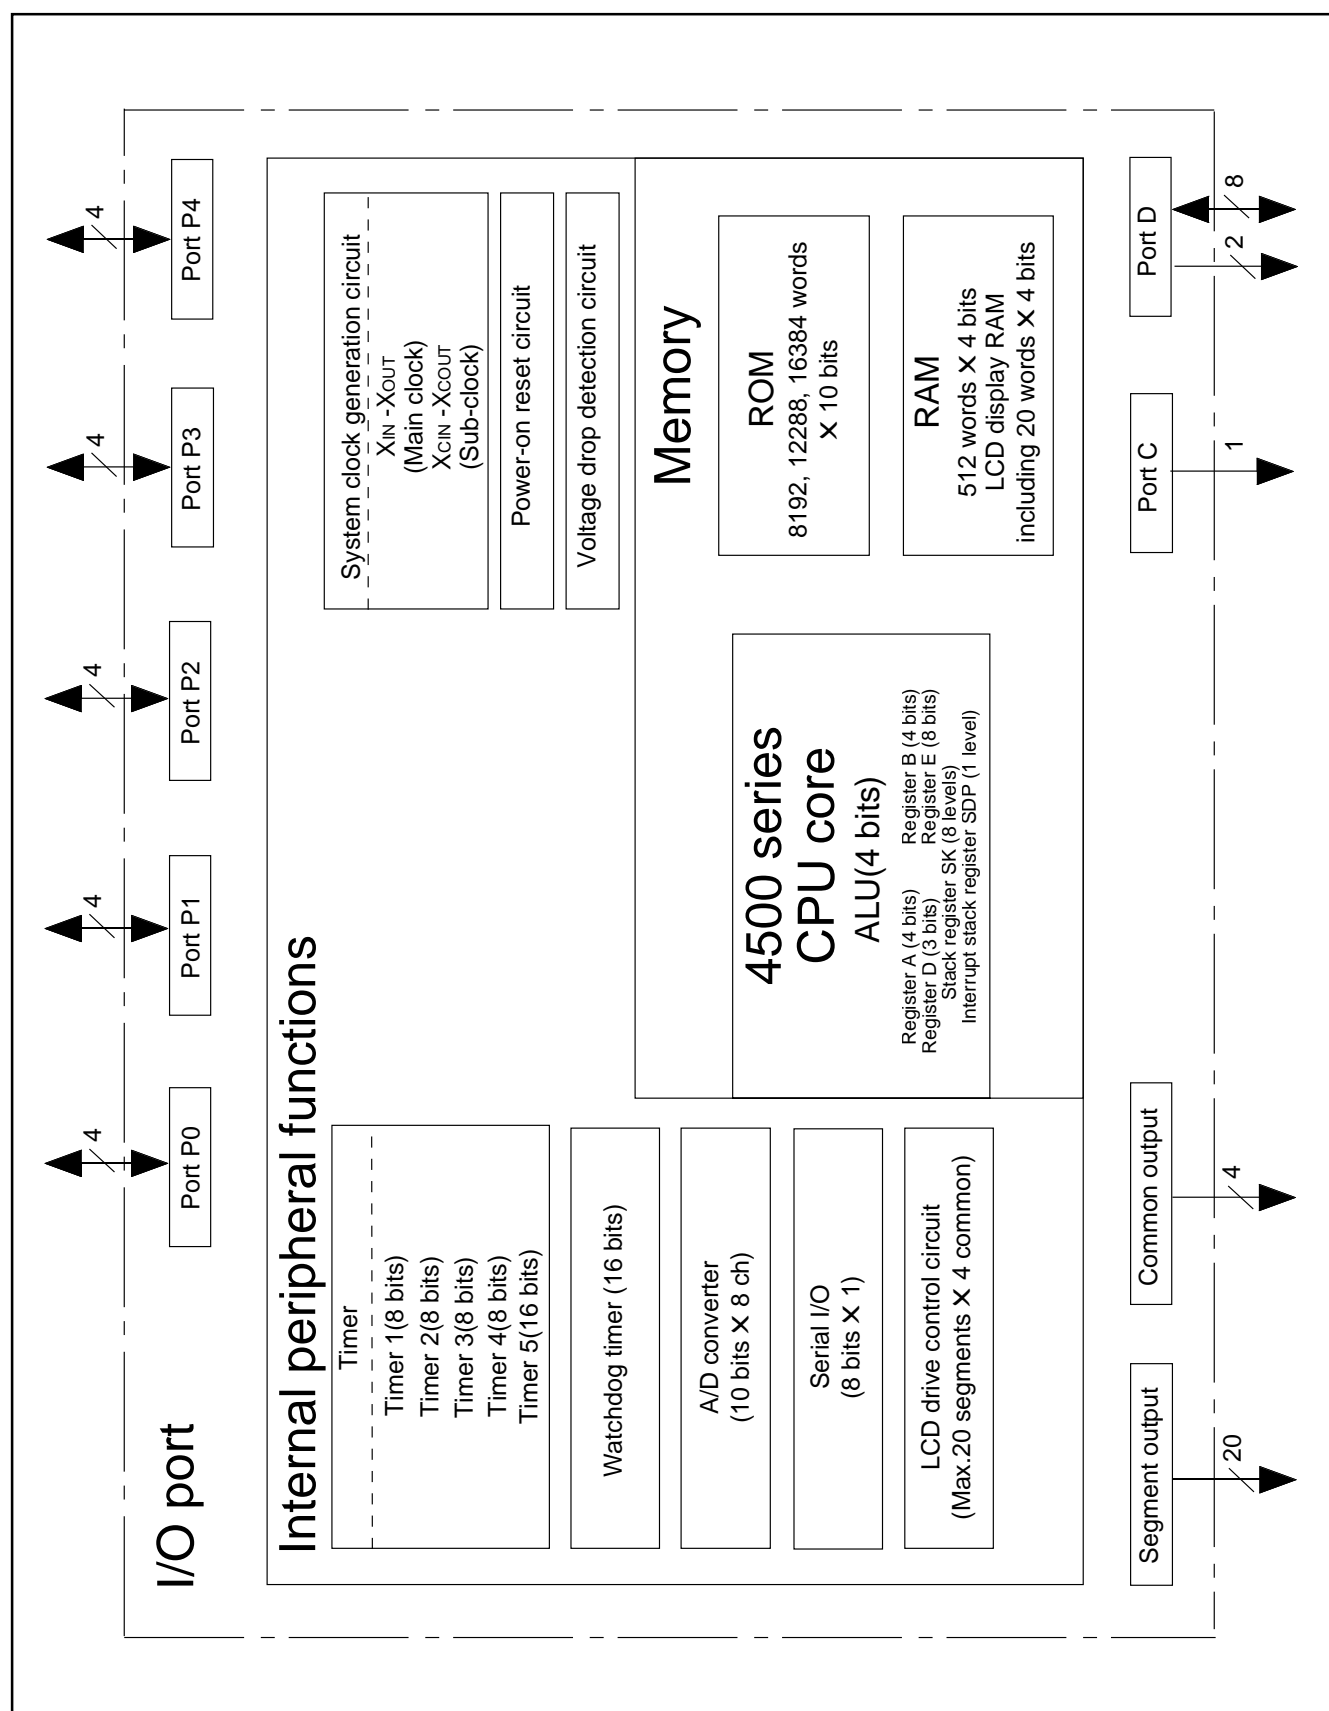 4
4
4
4
4
Port P0
Port P1
Port P2
Port P3
Port P4
I/O port
Internal peripheral functions
Timer
Timer 1(8 bits)
Timer 2(8 bits)
Timer 3(8 bits)
Timer 4(8 bits)
Timer 5(16 bits)
Watchdog timer (16 bits)
A/D converter
(10 bits × 8 ch)
Serial I/O
(8 bits × 1)
LCD drive control circuit
(Max.20 segments × 4 common)
System clock generation circuit
XIN -XOUT
(Main clock)
XCIN -XCOUT
(Sub-clock)
Power-on reset circuit
Voltage drop detection circuit
4500 series
CPU core
ALU(4 bits)
Register A (4 bits) Register B (4 bits)
Register D (3 bits) Register E (8 bits)
Stack register SK (8 levels)
Interrupt stack register SDP (1 level)
Memory
ROM
8192, 12288, 16384 words
× 10 bits
RAM
512 words × 4 bits
LCD display RAM
including 20 words × 4 bits
Segment output
Common output
Port C
Port D
20
4
1
2
8